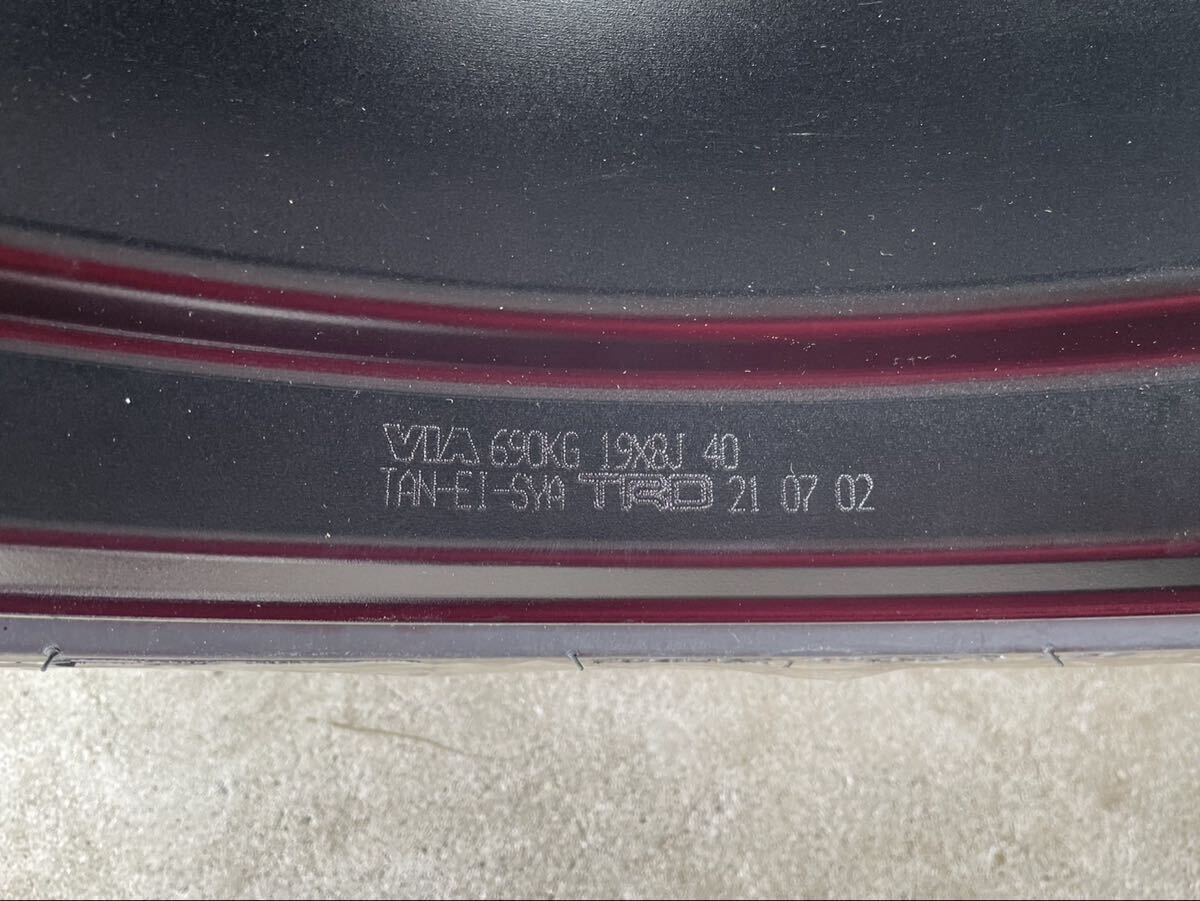 VIA 690KG 19X8J 40
TAN-EI-SYA TRD 21 07 02